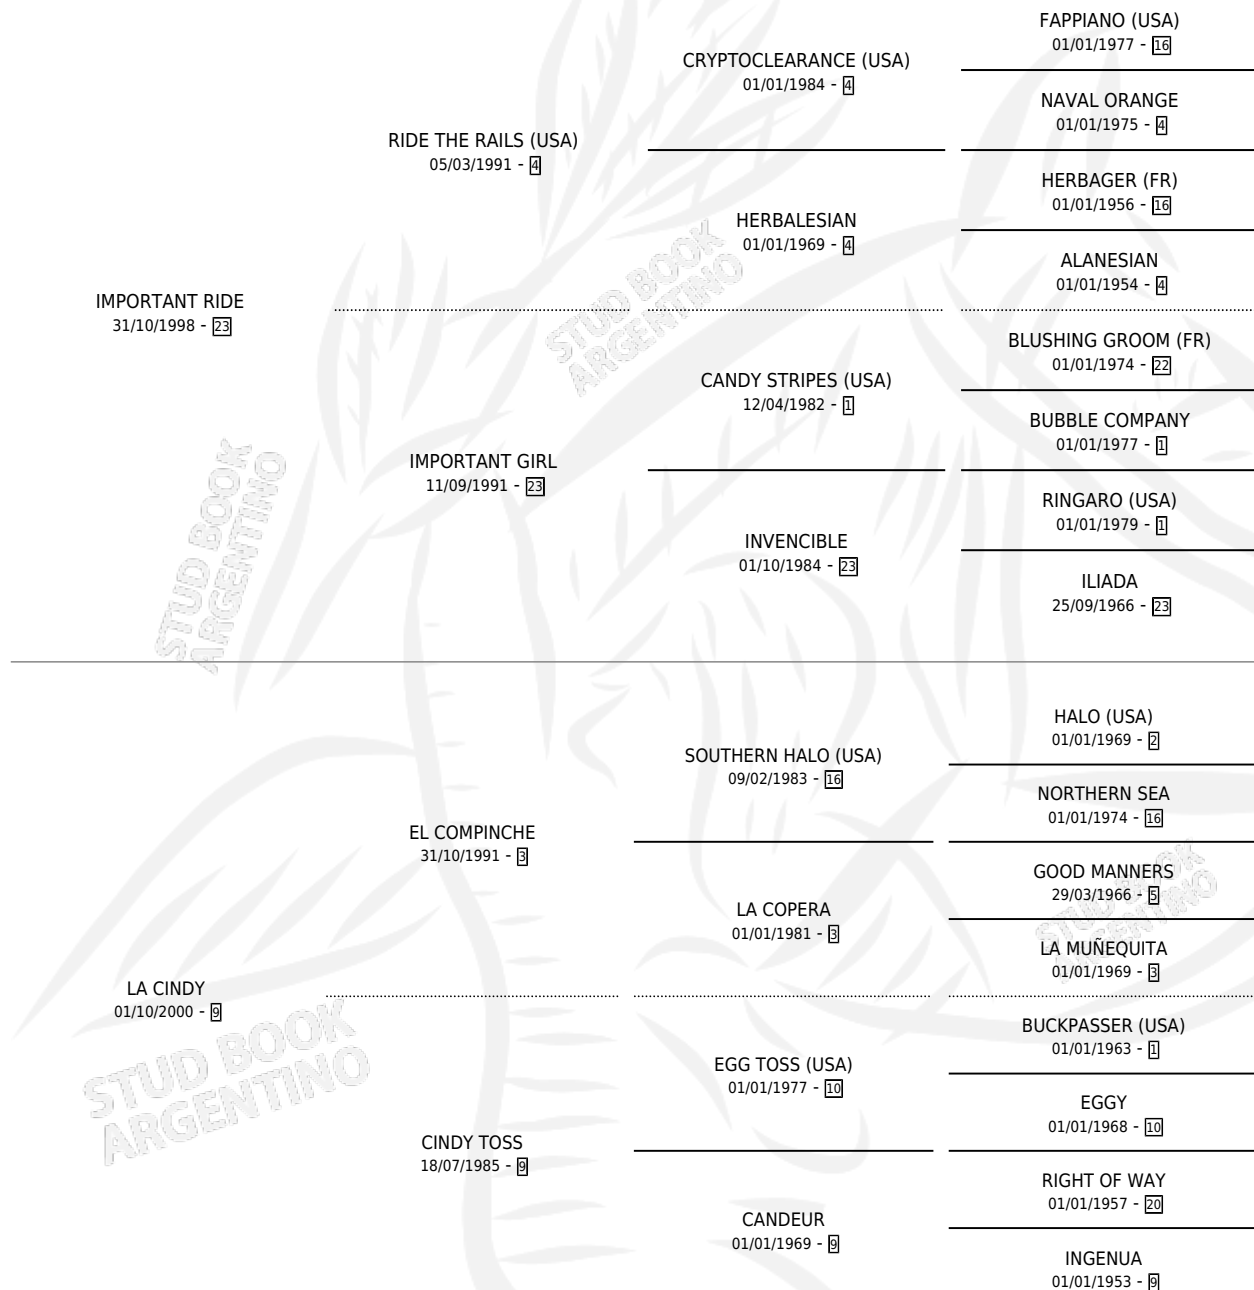 FAPPIANO (USA)
01/01/1977 - 16
CRYPTOCLEARANCE (USA)
01/01/1984 - 4
NAVAL ORANGE
01/01/1975 - 4
RIDE THE RAILS (USA)
05/03/1991 - 4
HERBAGER (FR)
01/01/1956 - 16
HERBALESIAN
01/01/1969 - 4
ALANESIAN
01/01/1954 - 4
IMPORTANT RIDE
31/10/1998 - 23
BLUSHING GROOM (FR)
01/01/1974 - 22
CANDY STRIPES (USA)
12/04/1982 - 1
BUBBLE COMPANY
01/01/1977 - 1
IMPORTANT GIRL
11/09/1991 - 23
RINGARO (USA)
01/01/1979 - 1
INVENCIBLE
01/10/1984 - 23
ILIADA
25/09/1966 - 23
HALO (USA)
01/01/1969 - 2
SOUTHERN HALO (USA)
09/02/1983 - 16
NORTHERN SEA
01/01/1974 - 16
EL COMPINCHE
31/10/1991 - 3
GOOD MANNERS
29/03/1966 - 5
LA COPERA
01/01/1981 - 3
LA MUÑEQUITA
01/01/1969 - 3
LA CINDY
01/10/2000 - 9
BUCKPASSER (USA)
01/01/1963 - 1
EGG TOSS (USA)
01/01/1977 - 10
EGGY
01/01/1968 - 10
CINDY TOSS
18/07/1985 - 9
RIGHT OF WAY
01/01/1957 - 20
CANDEUR
01/01/1969 - 9
INGENUA
01/01/1953 - 9
STUD BOOK
ARGENTINO
STUD BOOK
ARGENTINO
STUD BOOK
ARGENTINO
STUD BOOK
ARGENTINO